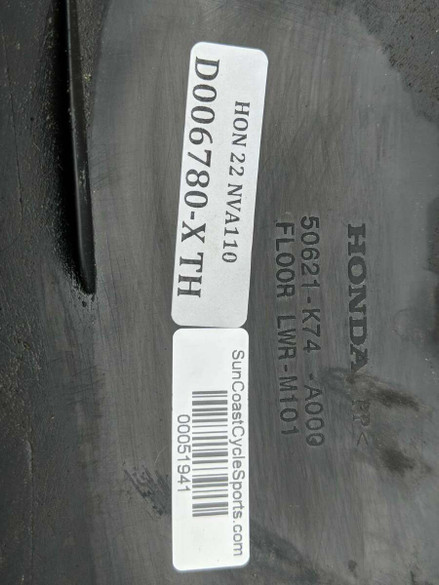 HONDA
50621-K74 -A000
FLOOR LWR-M101
HON 22 NVA110
D006780-X TH
SunCoastCycleSports.com
00051941